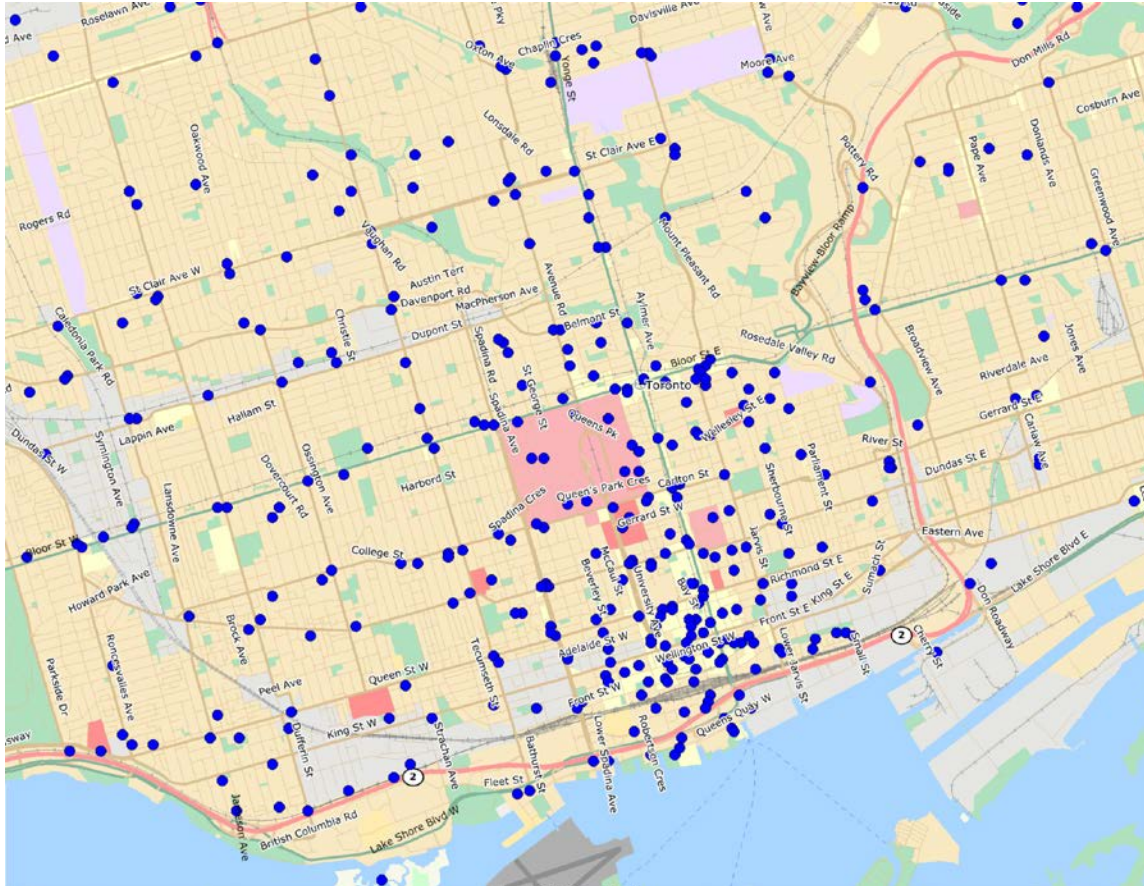 Roselawn Ave
Pky
Davisville Ave
Oxton Ave
Chaplin Cres
Yonge St
Moore Ave
Don Mills Rd
Cosburn Ave
Oakwood Ave
Lonsdale Rd
St Clair Ave E
Pottery Rd
Pape Ave
Donlands Ave
Greenwood Ave
Rogers Rd
Vaughan Rd
Mount Pleasant Rd
Bayview-Bloor Ramp
St Clair Ave W
Austin Terr
Davenport Rd
MacPherson Ave
Avenue Rd
Aylmer Ave
Caledonia Park Rd
Christie St
Dupont St
Belmont St
Rosedale Valley Rd
Broadview Ave
Jones Ave
Spadina Rd
Bloor St E
Riverdale Ave
Toronto
St George St
Hallam St
Lappin Ave
Spadina Ave
Queens Pk
Wellesley St E
Gerrard St E
Dundas St W
Symington Ave
River St
Carlaw Ave
Lansdowne Ave
Dovercourt Rd
Ossington Ave
Harbord St
Queen's Park Cres
Carlton St
Sherbourne St
Parliament St
Dundas St E
Spadina Cres
Gerrard St W
Bloor St W
College St
Jarvis St
Eastern Ave
Howard Park Ave
Beverley St
McCaul St
University Ave
Bay St
Richmond St E
King St E
Sumach St
Lake Shore Blvd E
Brock Ave
Front St E
Don Roadway
Parkside Dr
Roncesvalles Ave
Adelaide St W
Wellington St W
Lower Jarvis St
Small St
2
Cherry St
Peel Ave
Queen St W
Tecumseth St
Front St W
Dufferin St
King St W
Strachan Ave
Bathurst St
Lower Spadina Ave
Robertson Cres
Queens Quay W
2
Fleet St
Jameson Ave
British Columbia Rd
Lake Shore Blvd W